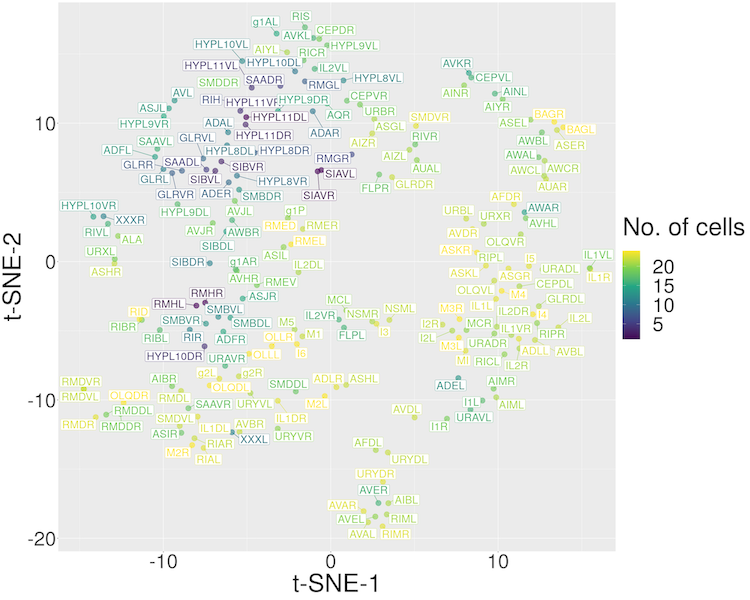 RIS
g1AL
CEPDR
AVKL
HYPL10VL
HYPL9VL
AIYL
RICR
HYPL11VL
HYPL10DL
IL2VL
AVKR
SAADR
HYPL8VL
CEPVL
SMDDR
RMGL
AINR
AINL
AVL
RIH
HYPL9DR
CEPVR
AIYR
ASJL
HYPL11DL
AQR
URBR
BAGR
10
HYPL9VR
ADAL
ASGL
SMDVR
ASEL
BAGL
HYPL11DR
ADAR
SAAVL
GLRVL
AIZR
RIVR
AWBL
ASER
ADFL
HYPL8DL
HYPL8DR
AIZL
AWAL
GLRR
SAADL
SIBVR
RMGR
AUAL
AWCL
AWCR
GLRL
SIBVL
SIAVL
GLRDR
AUAR
GLRVR
ADER
HYPL8VR
FLPR
SMBDR
SIAVR
AFDR
HYPL10VR
HYPL9DL
AVJL
g1P
URBL
AWAR
XXXR
RMED
RMER
URXR
AVHL
RIVL
ALA
AVJR
AWBR
AVDR
OLQVR
RMEL
SIBDL
URXL
ASIL
ASKR
RIPL
I5
IL1VL
0
SIBDR
g1AR
IL2DL
ASHR
ASKL
ASGR
URADL
IL1R
AVHR
RMEV
OLQVL
CEPDL
RMHR
ASJR
M4
RMHL
MCL
IL1L
GLRDL
RID
SMBVL
NSMR
NSML
M3R
IL2DR
I4
SMBVR
SMBDL
IL2VR
I2R
MCR
IL1VR
IL2L
RIBR
M5
I3
RIBL
RIR
ADFR
OLLR
M1
FLPL
I2L
URADR
RIPR
HYPL10DR
OLLL
I6
ADLL
AVBL
URAVR
MI
RICL
IL2R
g2L
g2R
RMDVR
AIBR
ADLR
ASHL
ADEL
OLQDL
SMDDL
AIMR
RMDVL
OLQDR
RMDL
-10
RMDDL
SAAVR
URYVL
M2L
I1L
AIML
AVDL
RMDR
SMDVL
IL1DR
URAVL
RMDDR
IL1DL
AVBR
I1R
ASIR
RIAR
XXXL
URYVR
M2R
AFDL
RIAL
URYDL
URYDR
AVER
AVAR
AIBL
AVEL
RIML
-20
AVAL
RIMR
-10
0
10
t-SNE-1
t-SNE-2
No. of cells
20
15
10
5